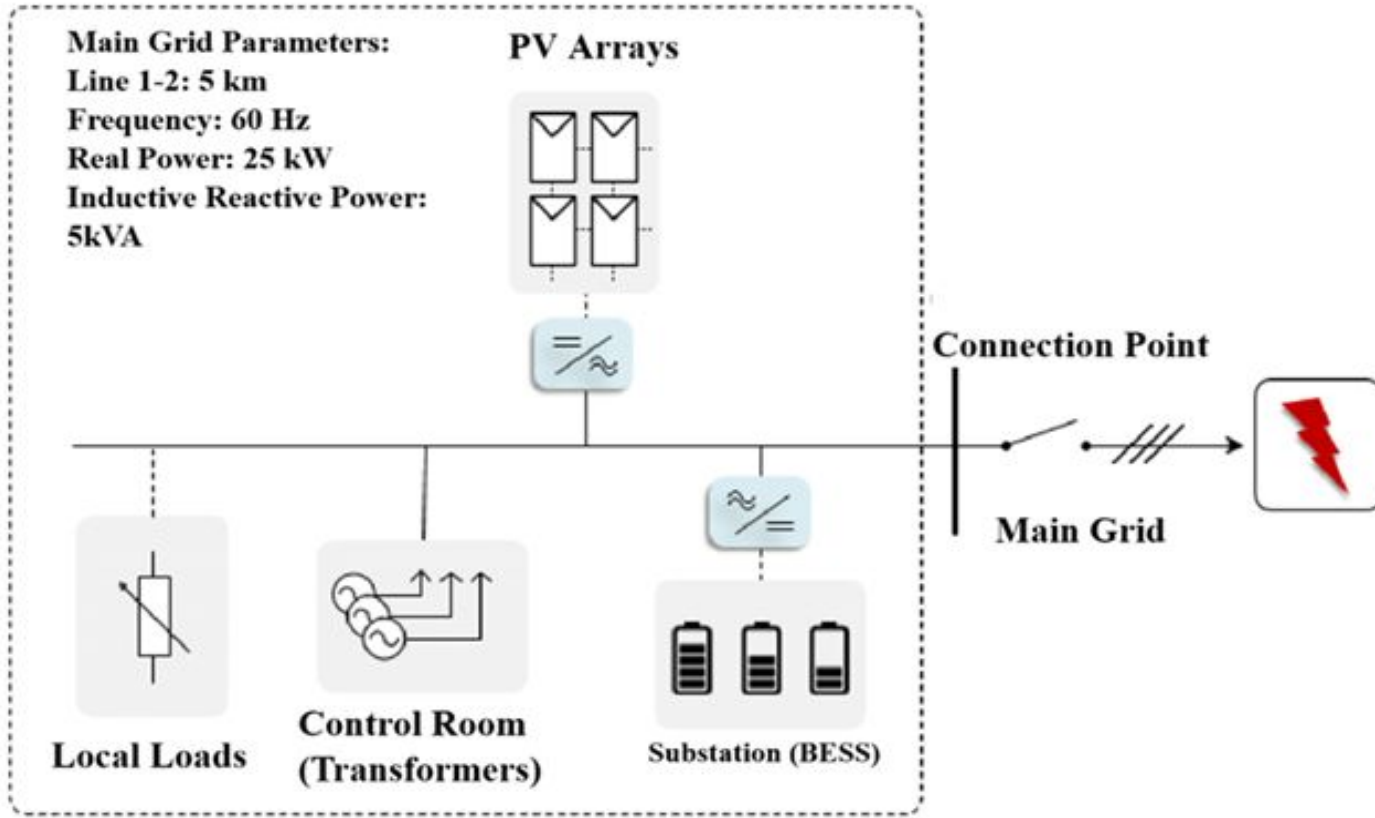 Main Grid Parameters:
Line 1-2: 5 km
Frequency: 60 Hz
Real Power: 25 kW
Inductive Reactive Power:
5kVA
PV Arrays
Connection Point
Main Grid
Local Loads
Control Room
(Transformers)
Substation (BESS)